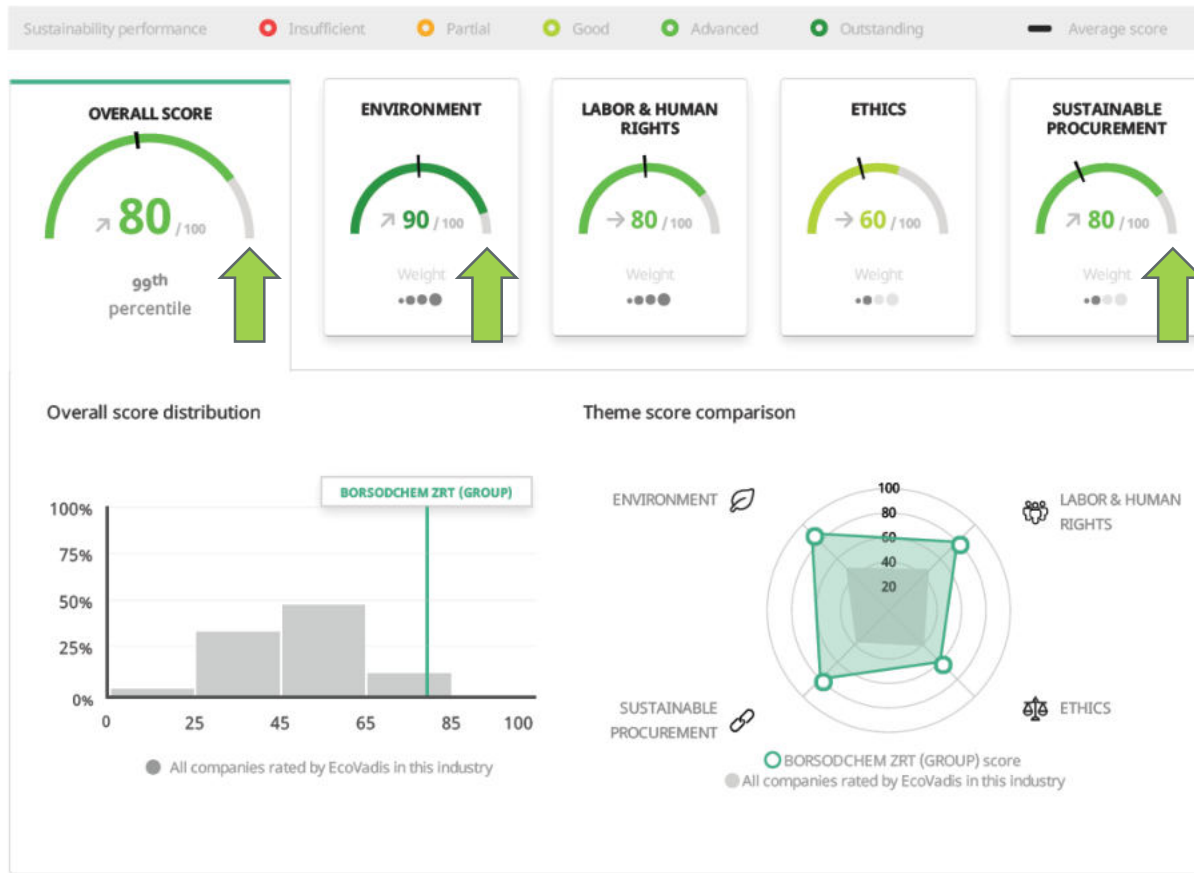 Sustainability performance Insufficient Partial Good Advanced Outstanding Average score
OVERALL SCORE
80 / 100
99th
percentile
ENVIRONMENT
90 / 100
Weight
LABOR & HUMAN
RIGHTS
80 / 100
Weight
ETHICS
60 / 100
Weight
SUSTAINABLE
PROCUREMENT
80 / 100
Weight
Overall score distribution
BORSODCHEM ZRT (GROUP)
100%
75%
50%
25%
0%
0 25 45 65 85 100
All companies rated by EcoVadis in this industry
Theme score comparison
ENVIRONMENT
LABOR & HUMAN
RIGHTS
100
80
60
40
20
SUSTAINABLE
PROCUREMENT
ETHICS
BORSODCHEM ZRT (GROUP) score
All companies rated by EcoVadis in this industry